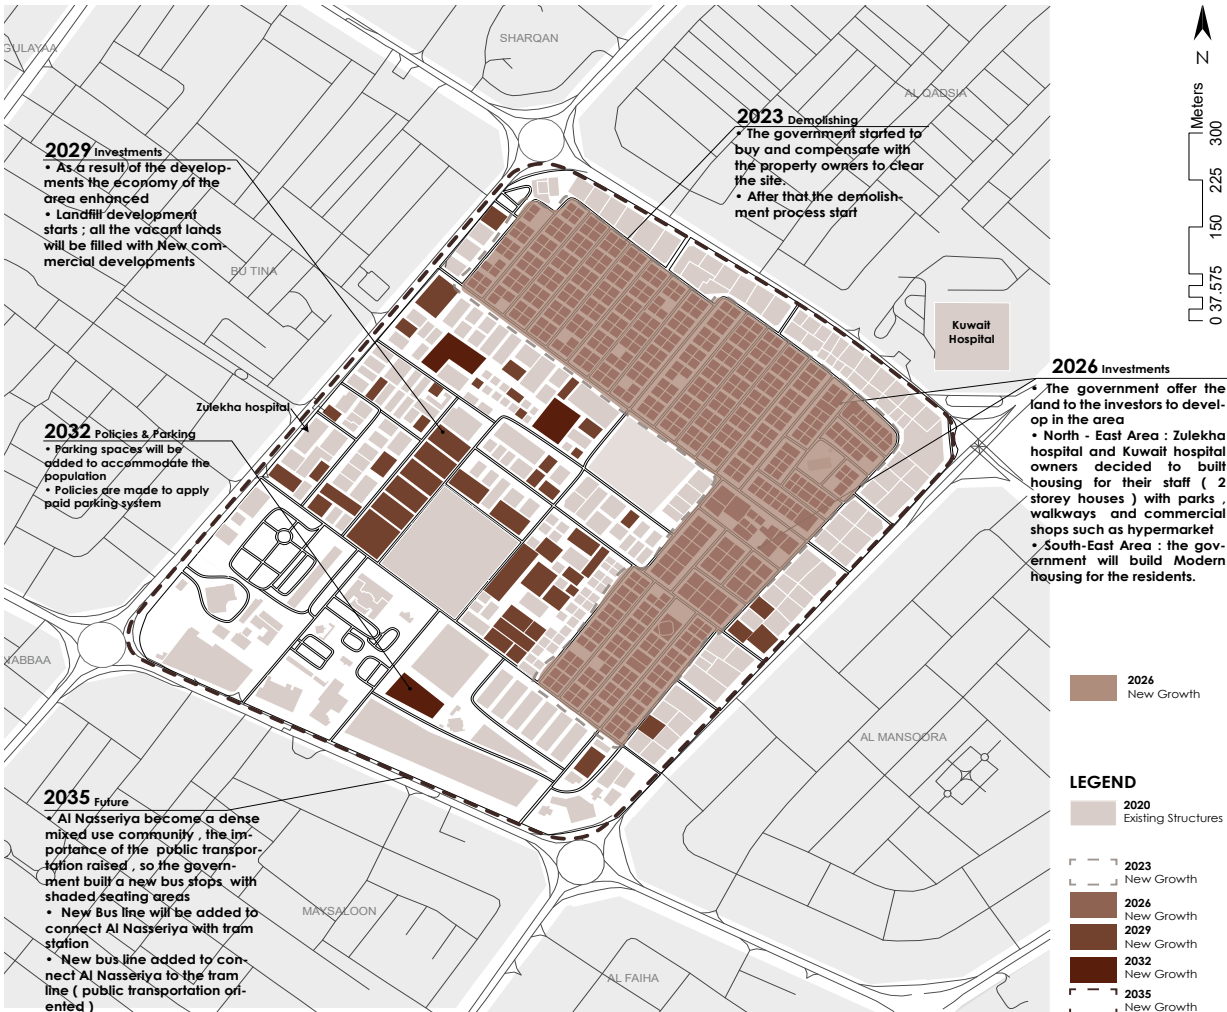 GULAYAA
SHARQAN
AL QADSIA
N
Meters
300
225
150
75
37.5
0
2029 Investments
• As a result of the develop-
ments the economy of the
area enhanced
• Landfill development
starts ; all the vacant lands
will be filled with New com-
mercial developments
2023 Demolishing
• The government started to
buy and compensate with
the property owners to clear
the site.
• After that the demolish-
ment process start
BU TINA
Kuwait
Hospital
2026 Investments
• The government offer the
land to the investors to devel-
op in the area
• North - East Area : Zulekha
hospital and Kuwait hospital
owners decided to built
housing for their staff ( 2
storey houses ) with parks ,
walkways and commercial
shops such as hypermarket
• South-East Area : the gov-
ernment will build Modern
housing for the residents.
Zulekha hospital
2032 Policies & Parking
• Parking spaces will be
added to accommodate the
population
• Policies are made to apply
paid parking system
ABBAA
2026
New Growth
AL MANSOORA
2035 Future
• Al Nasseriya become a dense
mixed use community , the im-
portance of the public transpor-
tation raised , so the govern-
ment built a new bus stops with
shaded seating areas
• New Bus line will be added to
connect Al Nasseriya with tram
station
• New bus line added to con-
nect Al Nasseriya to the tram
line ( public transportation ori-
ented )
MAYSALOON
AL FAIHA
LEGEND
2020
Existing Structures
2023
New Growth
2026
New Growth
2029
New Growth
2032
New Growth
2035
New Growth